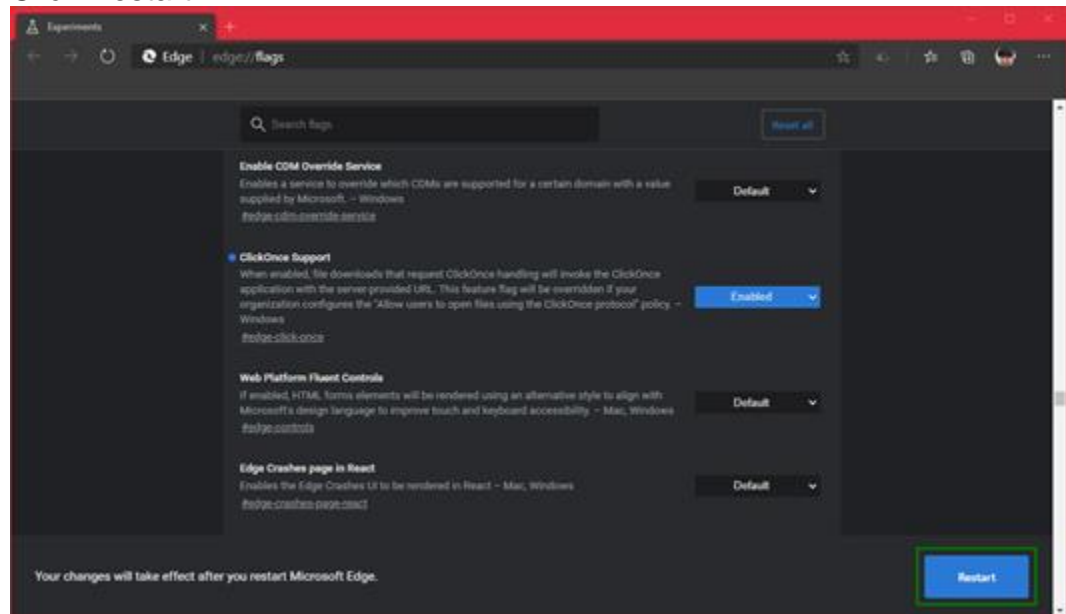 Experiments
Edge | edge://flags
Search flags
Reset all
Enable CDM Override Service
Enables a service to override which CDMs are supported for a certain domain with a value
supplied by Microsoft. – Windows
#edge-cdm-override-service
Default
ClickOnce Support
When enabled, file downloads that request ClickOnce handling will invoke the ClickOnce
application with the server-provided URL. This feature flag will be overridden if your
organization configures the "Allow users to open files using the ClickOnce protocol" policy. –
Windows
#edge-click-once
Enabled
Web Platform Fluent Controls
If enabled, HTML forms elements will be rendered using an alternative style to align with
Microsoft's design language to improve touch and keyboard accessibility. – Mac, Windows
#edge-controls
Default
Edge Crashes page in React
Enables the Edge Crashes UI to be rendered in React – Mac, Windows
#edge-crashes-page-react
Default
Your changes will take effect after you restart Microsoft Edge.
Restart